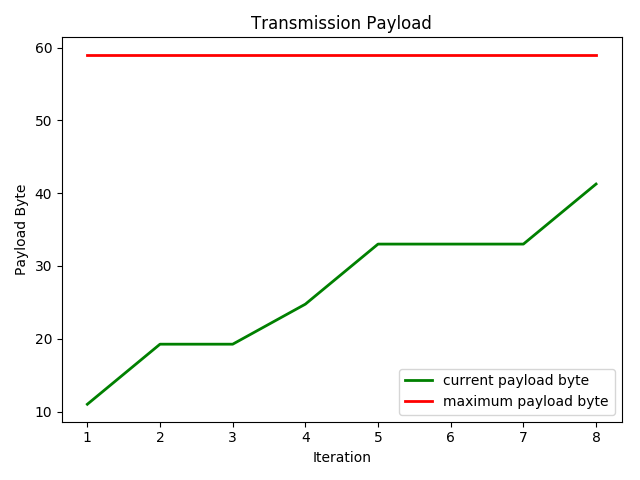 Transmission Payload
60
50
40
30
20
10
Payload Byte
current payload byte
maximum payload byte
1 2 3 4 5 6 7 8
Iteration